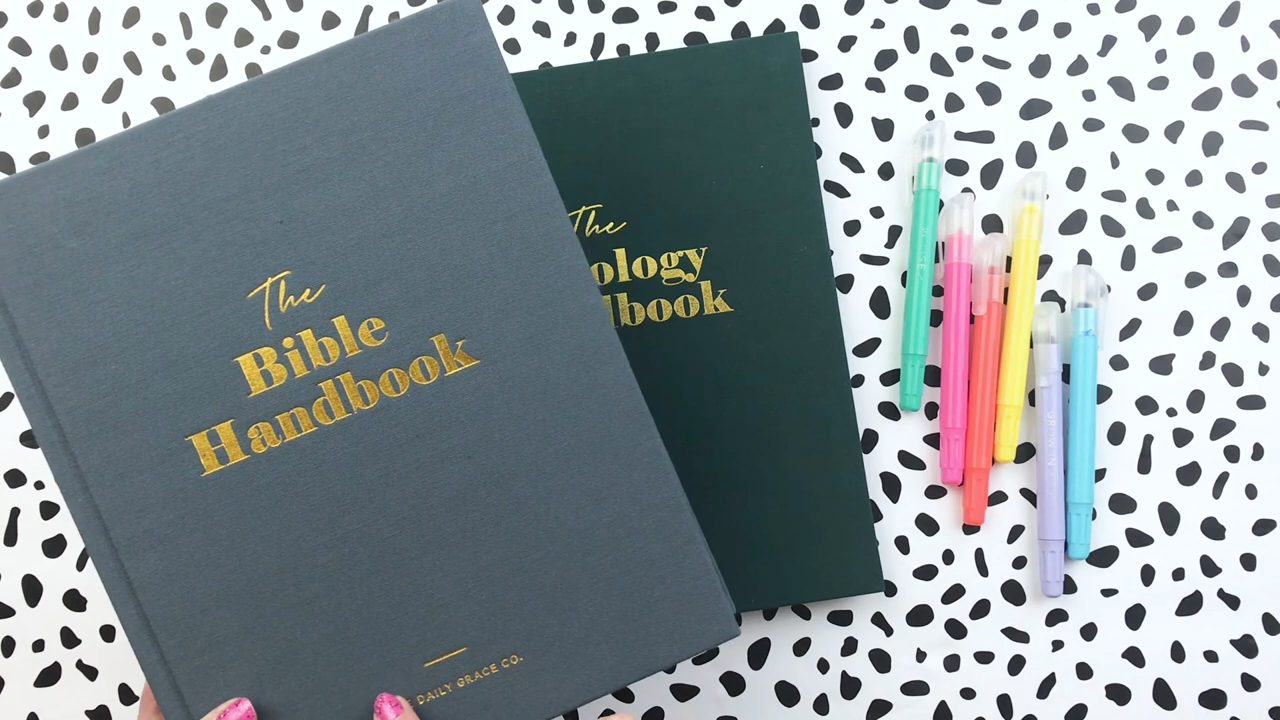 The
Bible
Handbook
DAILY GRACE CO.
The
ology
dbook